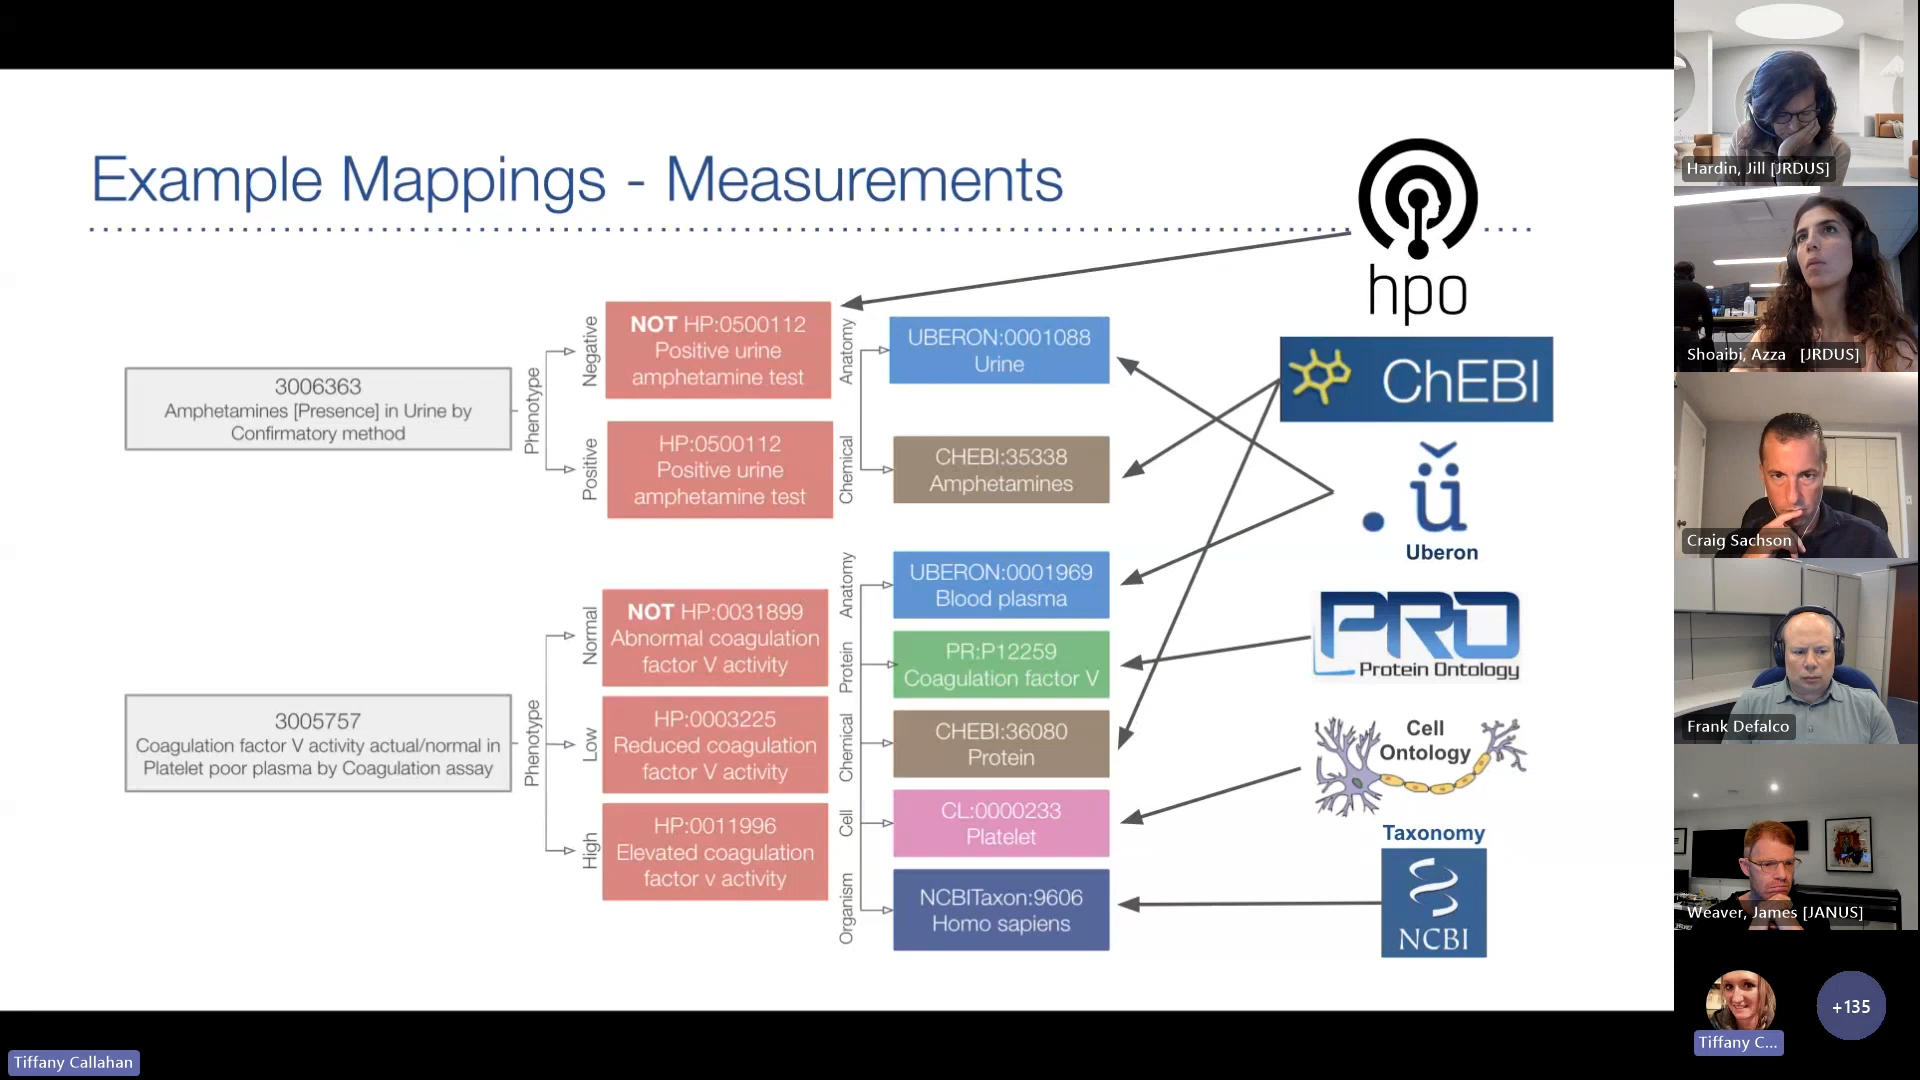 Example Mappings - Measurements
hpo
3006363
Amphetamines [Presence] in Urine by
Confirmatory method
Phenotype
Negative
NOT HP:0500112
Positive urine
amphetamine test
Positive
HP:0500112
Positive urine
amphetamine test
Anatomy
UBERON:0001088
Urine
Chemical
CHEBI:35338
Amphetamines
ChEBI
.ü
Uberon
3005757
Coagulation factor V activity actual/normal in
Platelet poor plasma by Coagulation assay
Phenotype
Normal
NOT HP:0031899
Abnormal coagulation
factor V activity
Low
HP:0003225
Reduced coagulation
factor V activity
High
HP:0011996
Elevated coagulation
factor v activity
Anatomy
UBERON:0001969
Blood plasma
Protein
PR:P12259
Coagulation factor V
Chemical
CHEBI:36080
Protein
Cell
CL:0000233
Platelet
Organism
NCBITaxon:9606
Homo sapiens
PRO
Protein Ontology
Cell
Ontology
Taxonomy
NCBI
Hardin, Jill [JRDUS]
Shoaibi, Azza [JRDUS]
Craig Sachson
Frank Defalco
Weaver, James [JANUS]
Tiffany C...
+135
Tiffany Callahan